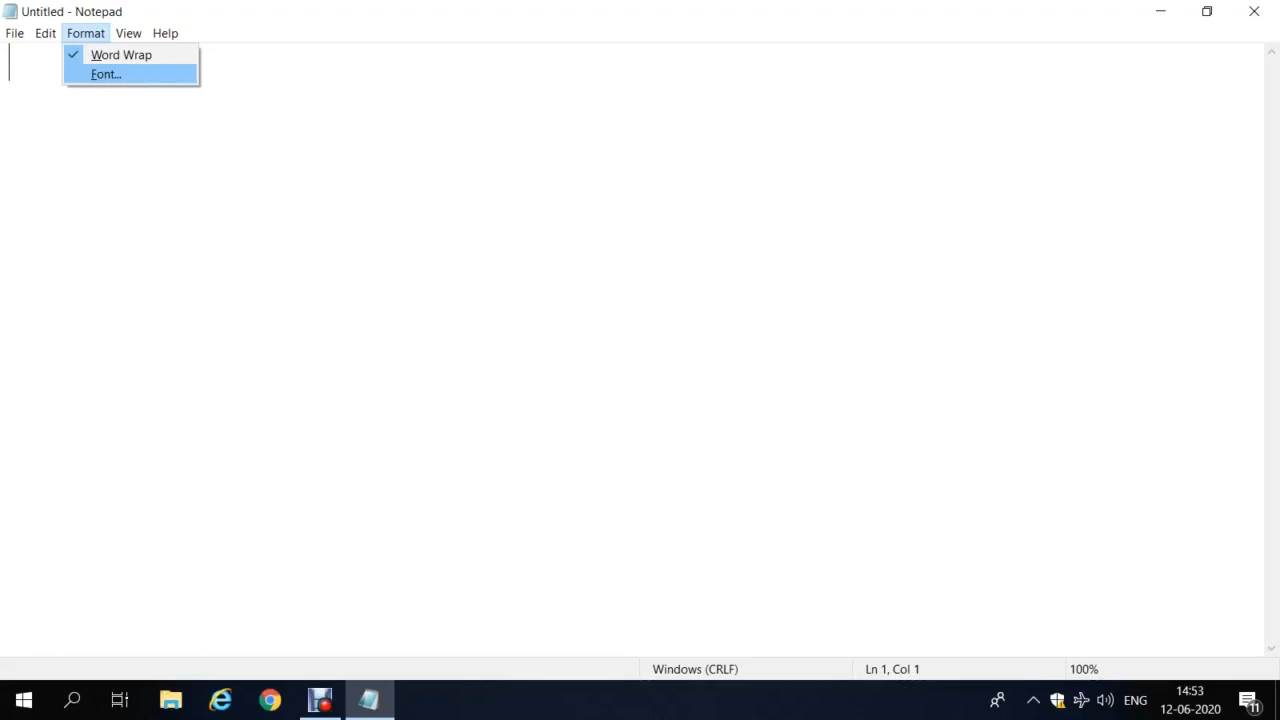 Untitled - Notepad
File Edit Format View Help
Word Wrap
Font...
Windows (CRLF) Ln 1, Col 1 100%
ENG
14:53
12-06-2020
11